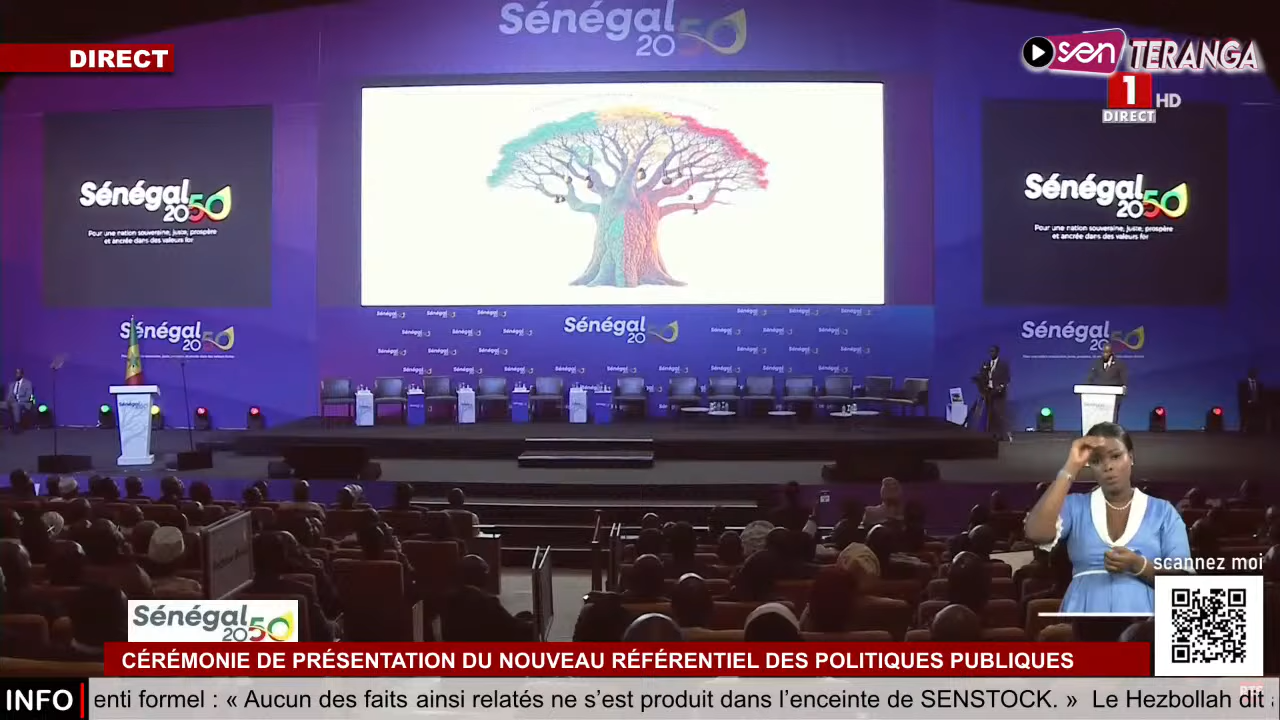 Sénégal
2050
DIRECT
sen TERANGA
1 HD
DIRECT
Sénégal
2050
Pour une nation souveraine, juste, prospère
et ancrée dans des valeurs for
Sénégal
2050
Pour une nation souveraine, juste, prospère
et ancrée dans des valeurs for
Sénégal
2050
Sénégal
2050
Sénégal
2050
scannez moi
Sénégal
2050
CÉRÉMONIE DE PRÉSENTATION DU NOUVEAU RÉFÉRENTIEL DES POLITIQUES PUBLIQUES
INFO enti formel : « Aucun des faits ainsi relatés ne s’est produit dans l’enceinte de SENSTOCK. » Le Hezbollah dit